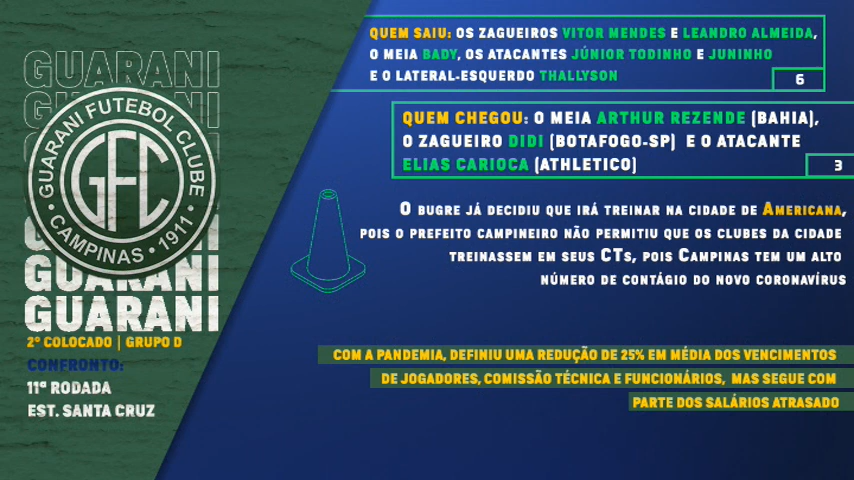 GUARANI
GUARANI FUTEBOL CLUBE
GFC
CAMPINAS • 1911
GUARANI
GUARANI
2º COLOCADO | GRUPO D
CONFRONTO:
11ª RODADA
EST. SANTA CRUZ
QUEM SAIU: OS ZAGUEIROS VITOR MENDES E LEANDRO ALMEIDA,
O MEIA BADY, OS ATACANTES JÚNIOR TODINHO E JUNINHO
E O LATERAL-ESQUERDO THALLYSON
6
QUEM CHEGOU: O MEIA ARTHUR REZENDE (BAHIA),
O ZAGUEIRO DIDI (BOTAFOGO-SP) E O ATACANTE
ELIAS CARIOCA (ATHLETICO)
3
O BUGRE JÁ DECIDIU QUE IRÁ TREINAR NA CIDADE DE AMERICANA,
POIS O PREFEITO CAMPINEIRO NÃO PERMITIU QUE OS CLUBES DA CIDADE
TREINASSEM EM SEUS CTS, POIS CAMPINAS TEM UM ALTO
NÚMERO DE CONTÁGIO DO NOVO CORONAVÍRUS
COM A PANDEMIA, DEFINIU UMA REDUÇÃO DE 25% EM MÉDIA DOS VENCIMENTOS
DE JOGADORES, COMISSÃO TÉCNICA E FUNCIONÁRIOS, MAS SEGUE COM
PARTE DOS SALÁRIOS ATRASADO